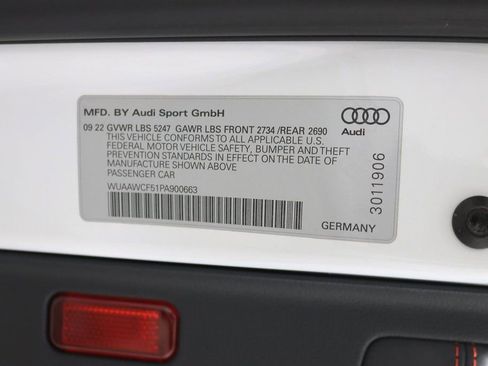 MFD. BY Audi Sport GmbH
09 22 GVWR LBS 5247 GAWR LBS FRONT 2734 /REAR 2690
THIS VEHICLE CONFORMS TO ALL APPLICABLE U.S.
FEDERAL MOTOR VEHICLE SAFETY, BUMPER AND THEFT
PREVENTION STANDARDS IN EFFECT ON THE DATE OF
MANUFACTURE SHOWN ABOVE
PASSENGER CAR
WUAAWCF51PA900663
Audi
3011906
GERMANY